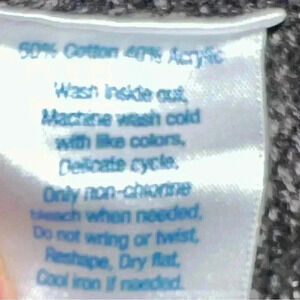 50% Cotton 40% Acrylic
Wash inside out,
Machine wash cold
with like colors,
Delicate cycle,
Only non-chlorine
bleach when needed,
Do not wring or twist,
Reshape, Dry flat,
Cool iron if needed.